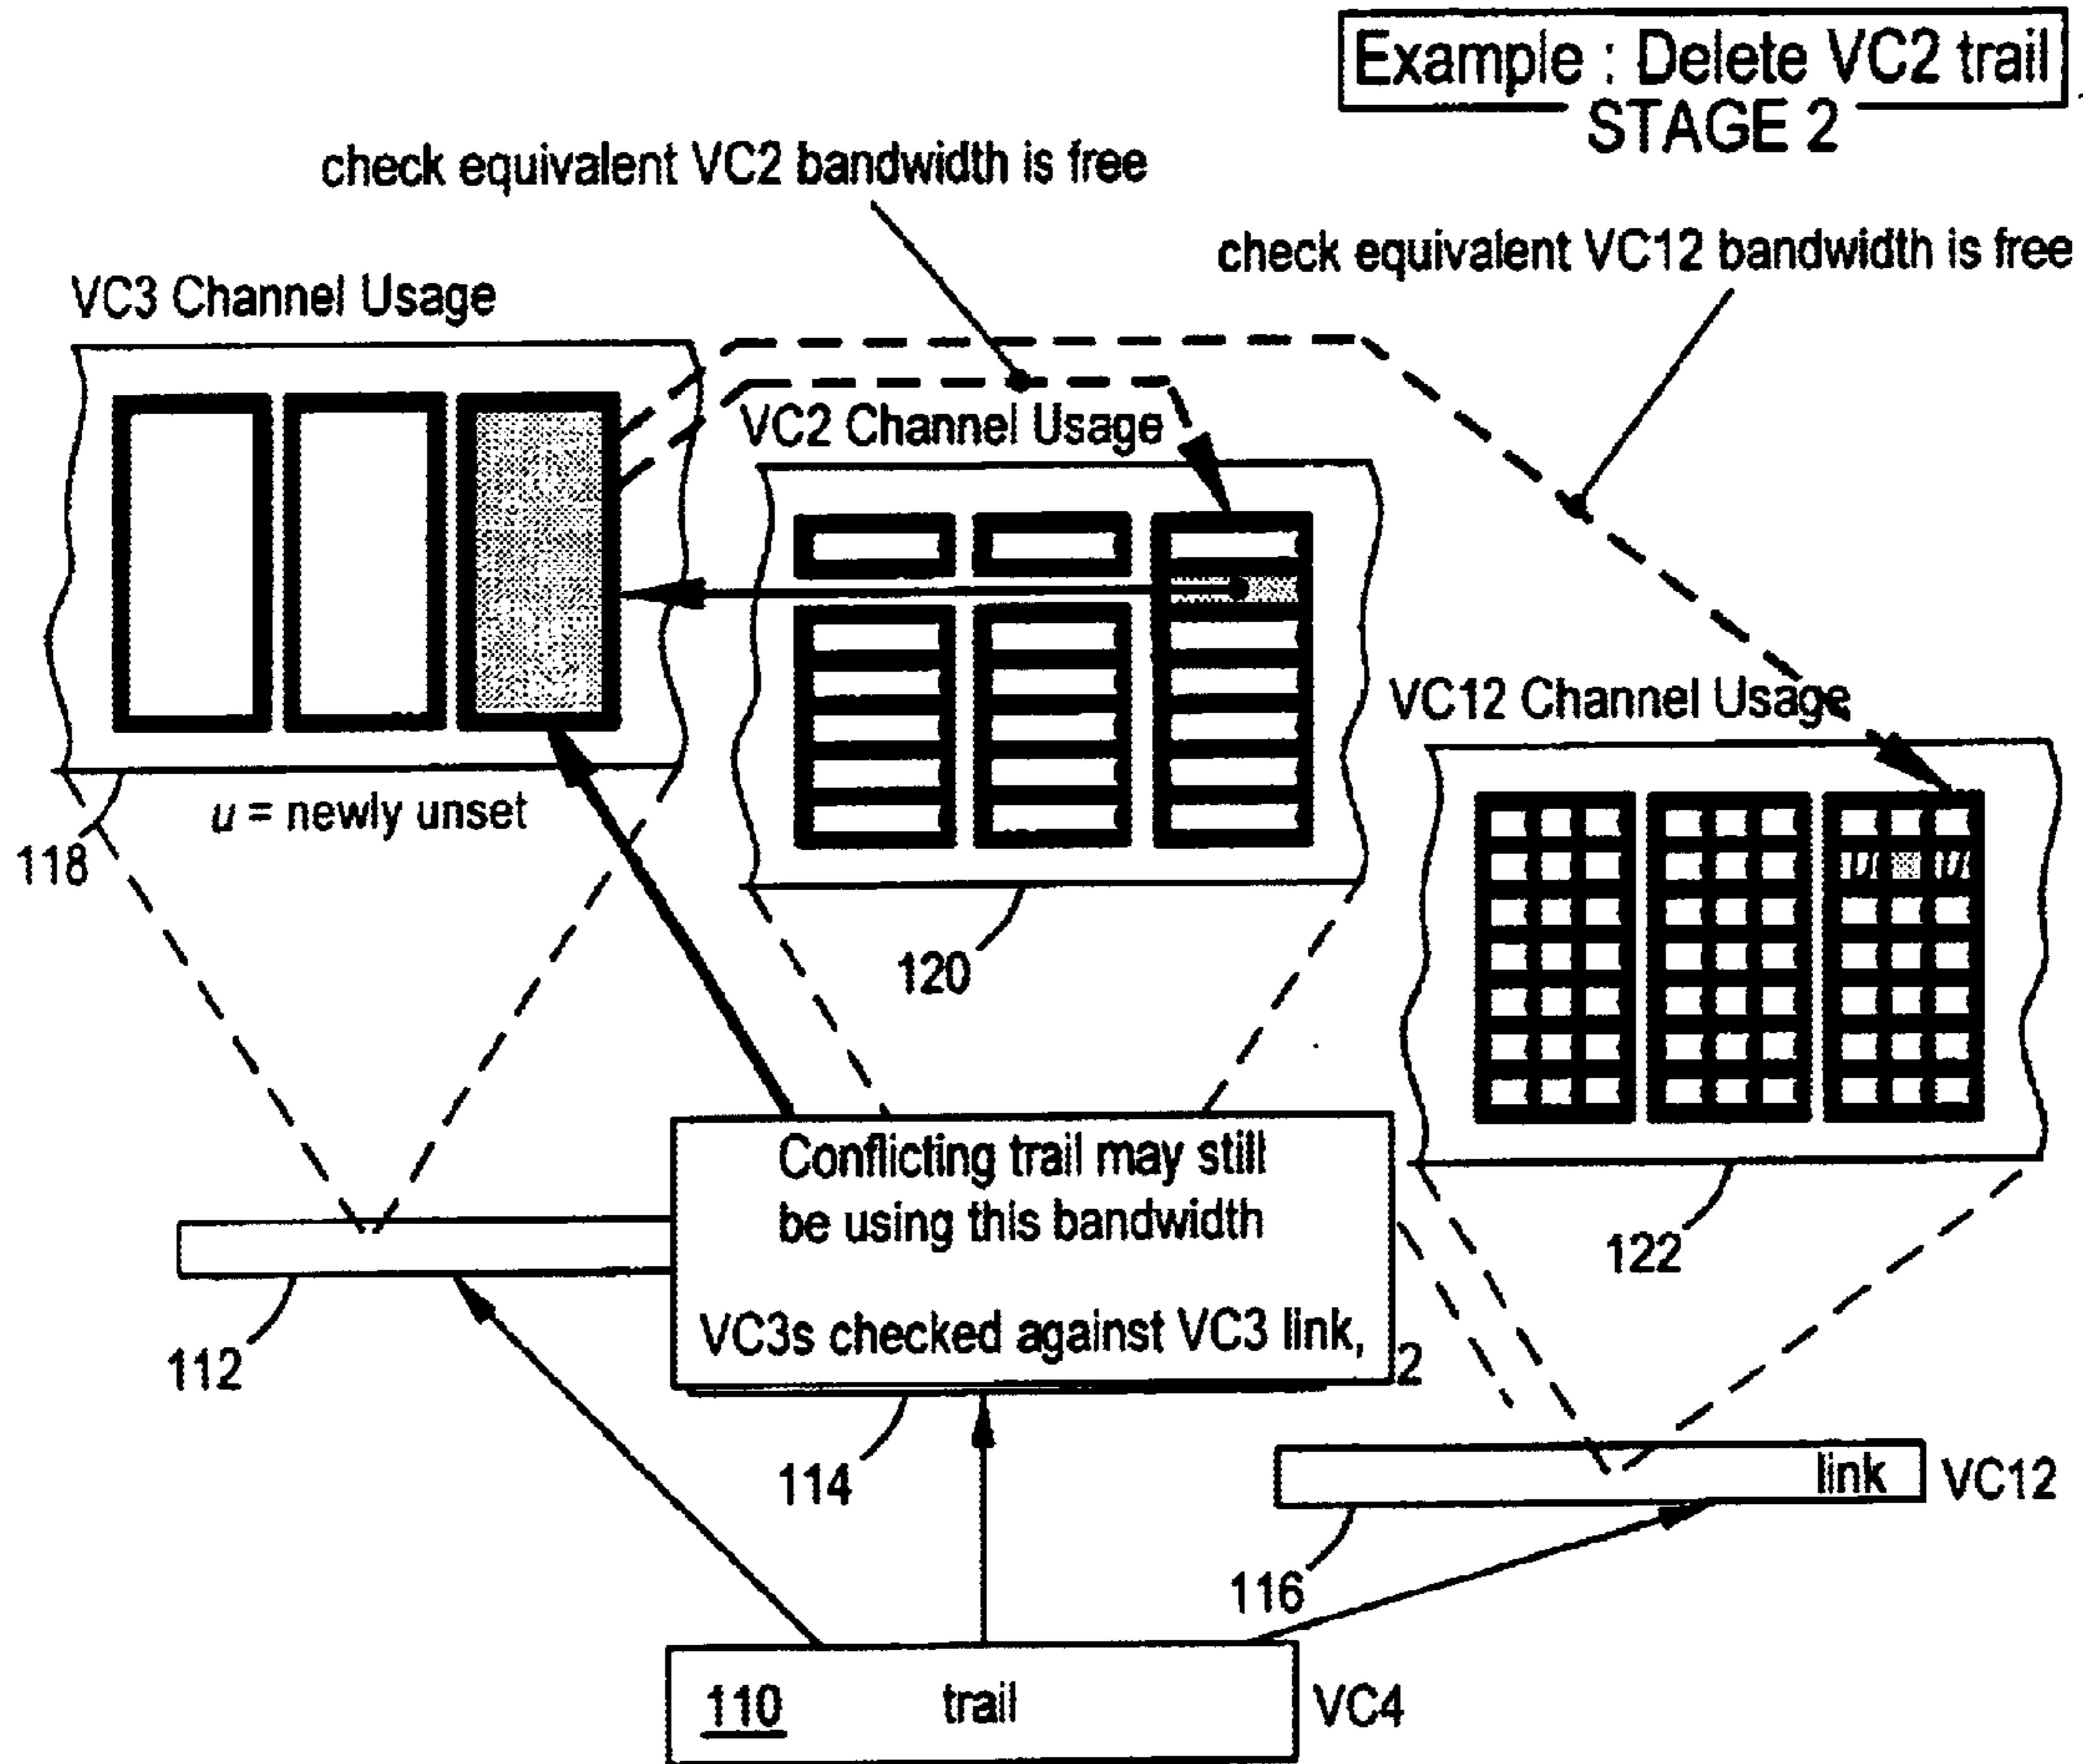 Example : Delete VC2 trail
STAGE 2
check equivalent VC2 bandwidth is free
check equivalent VC12 bandwidth is free
VC3 Channel Usage
VC2 Channel Usage
VC12 Channel Usage
u = newly unset
118
120
u u
122
Conflicting trail may still
be using this bandwidth
VC3s checked against VC3 link,
2
112
114
link VC12
116
110 trail VC4